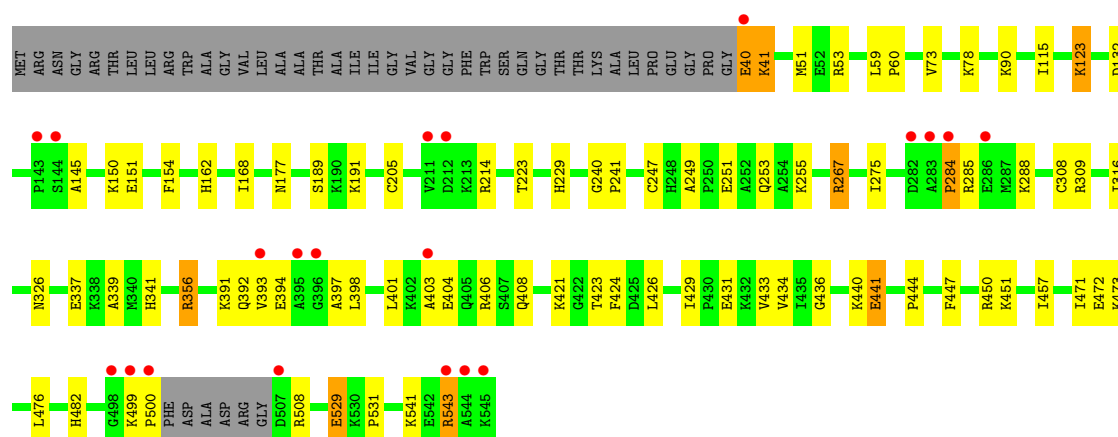 MET ARG ASN GLY ARG THR LEU LEU ARG TRP ALA GLY VAL LEU ALA ALA THR ALA ILE ILE GLY VAL GLY GLY PHE TRP SER GLN GLY THR THR LYS ALA LEU PRO GLU GLY GLY PRO GLY E40 K41 M51 E52 R53 L59 P60 V73 K78 K90 I115 K123 D132
P143 S144 A145 K150 E151 F154 H162 I168 N177 S189 K190 K191 C205 V211 D212 K213 R214 T223 H229 G240 P241 C247 H248 A249 P250 E251 A252 Q253 A254 K255 R267 I275 D282 A283 P284 R285 E286 M287 K288 C308 R309
N326 E337 K338 A339 M340 H341 R356 K391 Q392 V393 E394 A395 G396 A397 L398 L401 K402 A403 E404 Q405 R406 S407 Q408 K421 G422 T423 F424 D425 L426 I429 P430 E431 K432 V433 V434 I435 G436 K440 E441 P444 F447 R450 K451 I457 I471 E472
L476 H482 G498 K499 P500 PHE ASP ALA ASP ARG GLY D507 R508 E529 K530 P531 K541 E542 R543 A544 K545